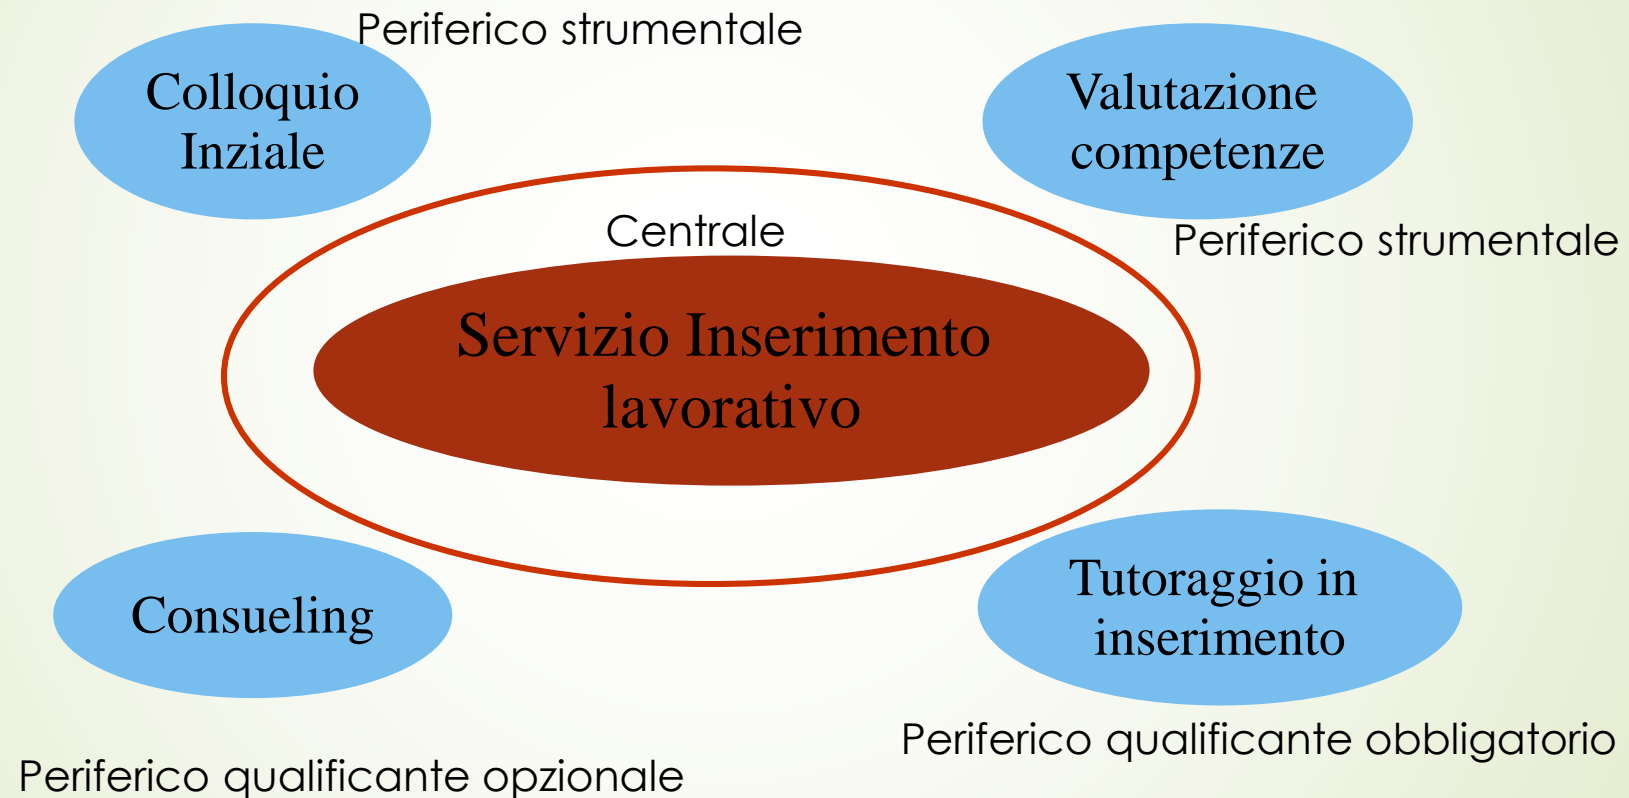 Periferico strumentale
Colloquio
Inziale
Valutazione
competenze
Periferico strumentale
Centrale
Servizio Inserimento
lavorativo
Consueling
Periferico qualificante opzionale
Tutoraggio in
inserimento
Periferico qualificante obbligatorio